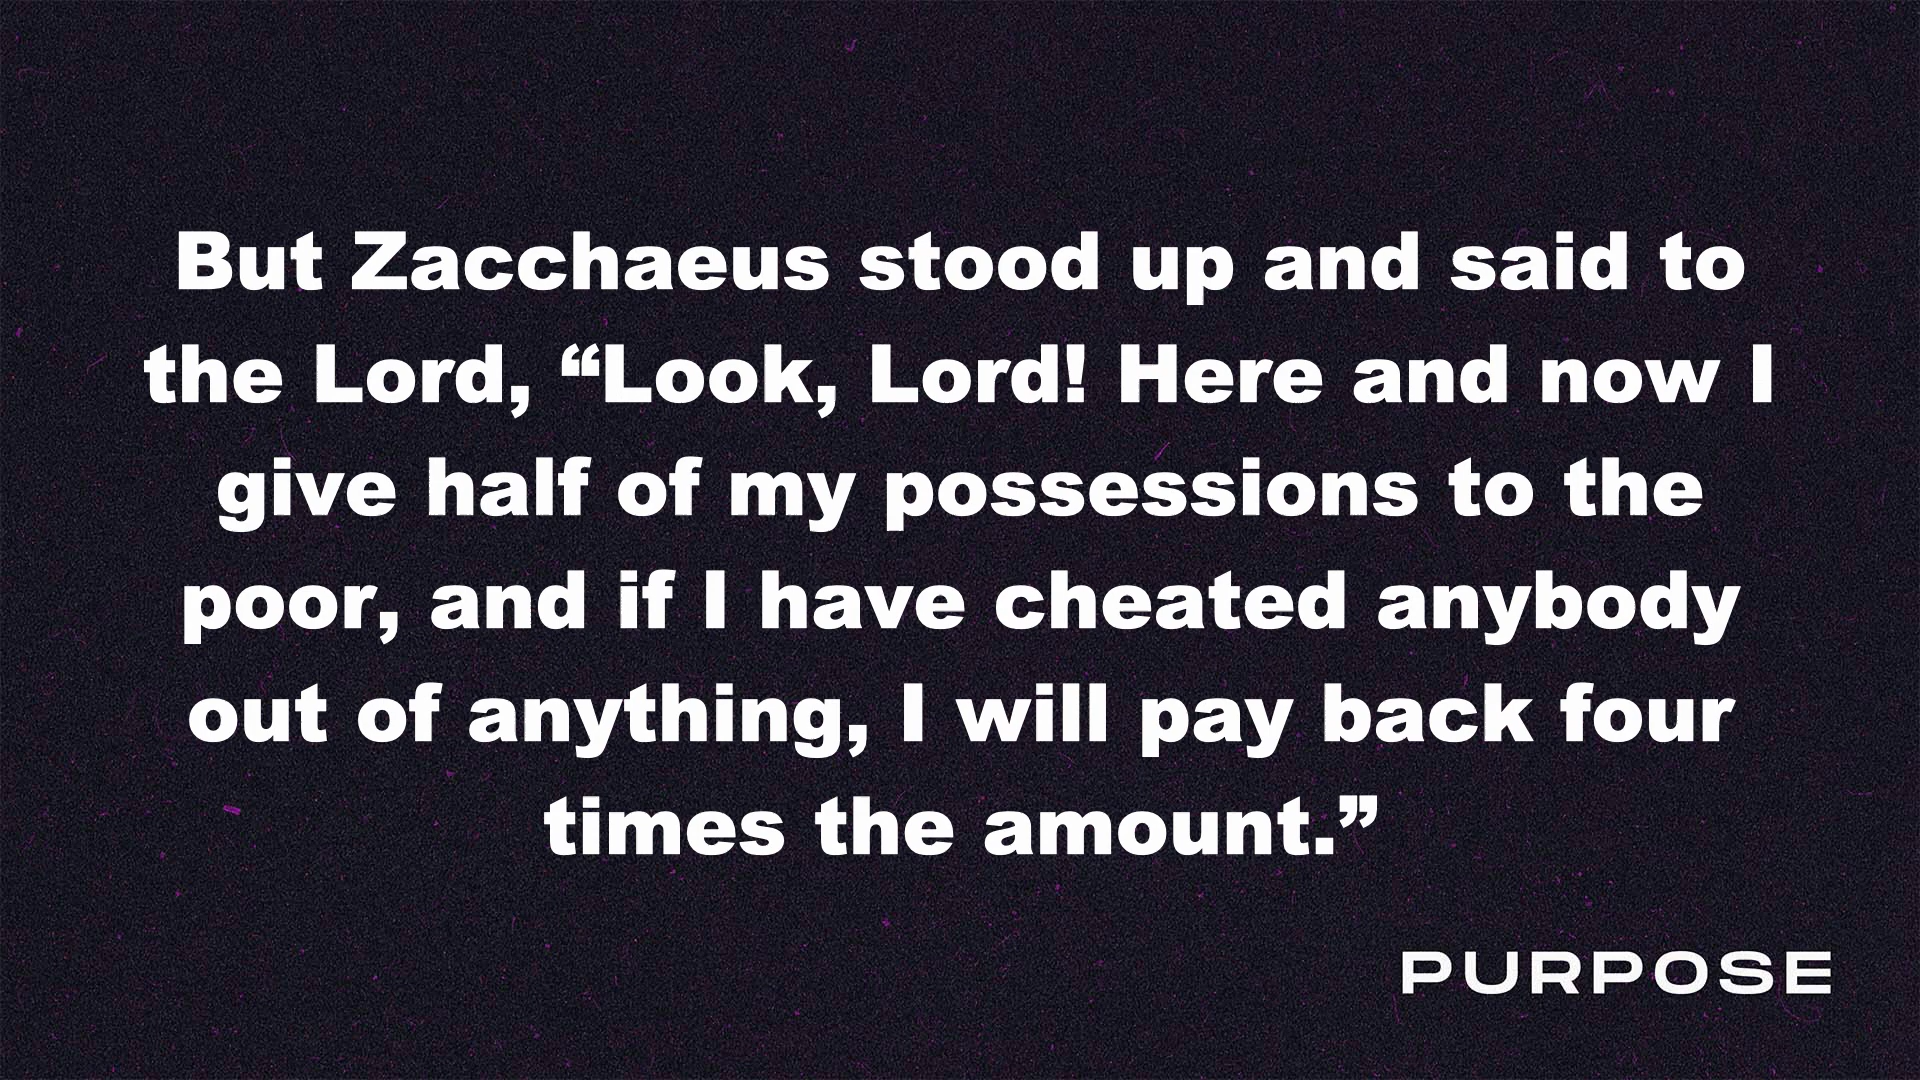 But Zacchaeus stood up and said to
the Lord, “Look, Lord! Here and now I
give half of my possessions to the
poor, and if I have cheated anybody
out of anything, I will pay back four
times the amount.”
PURPOSE